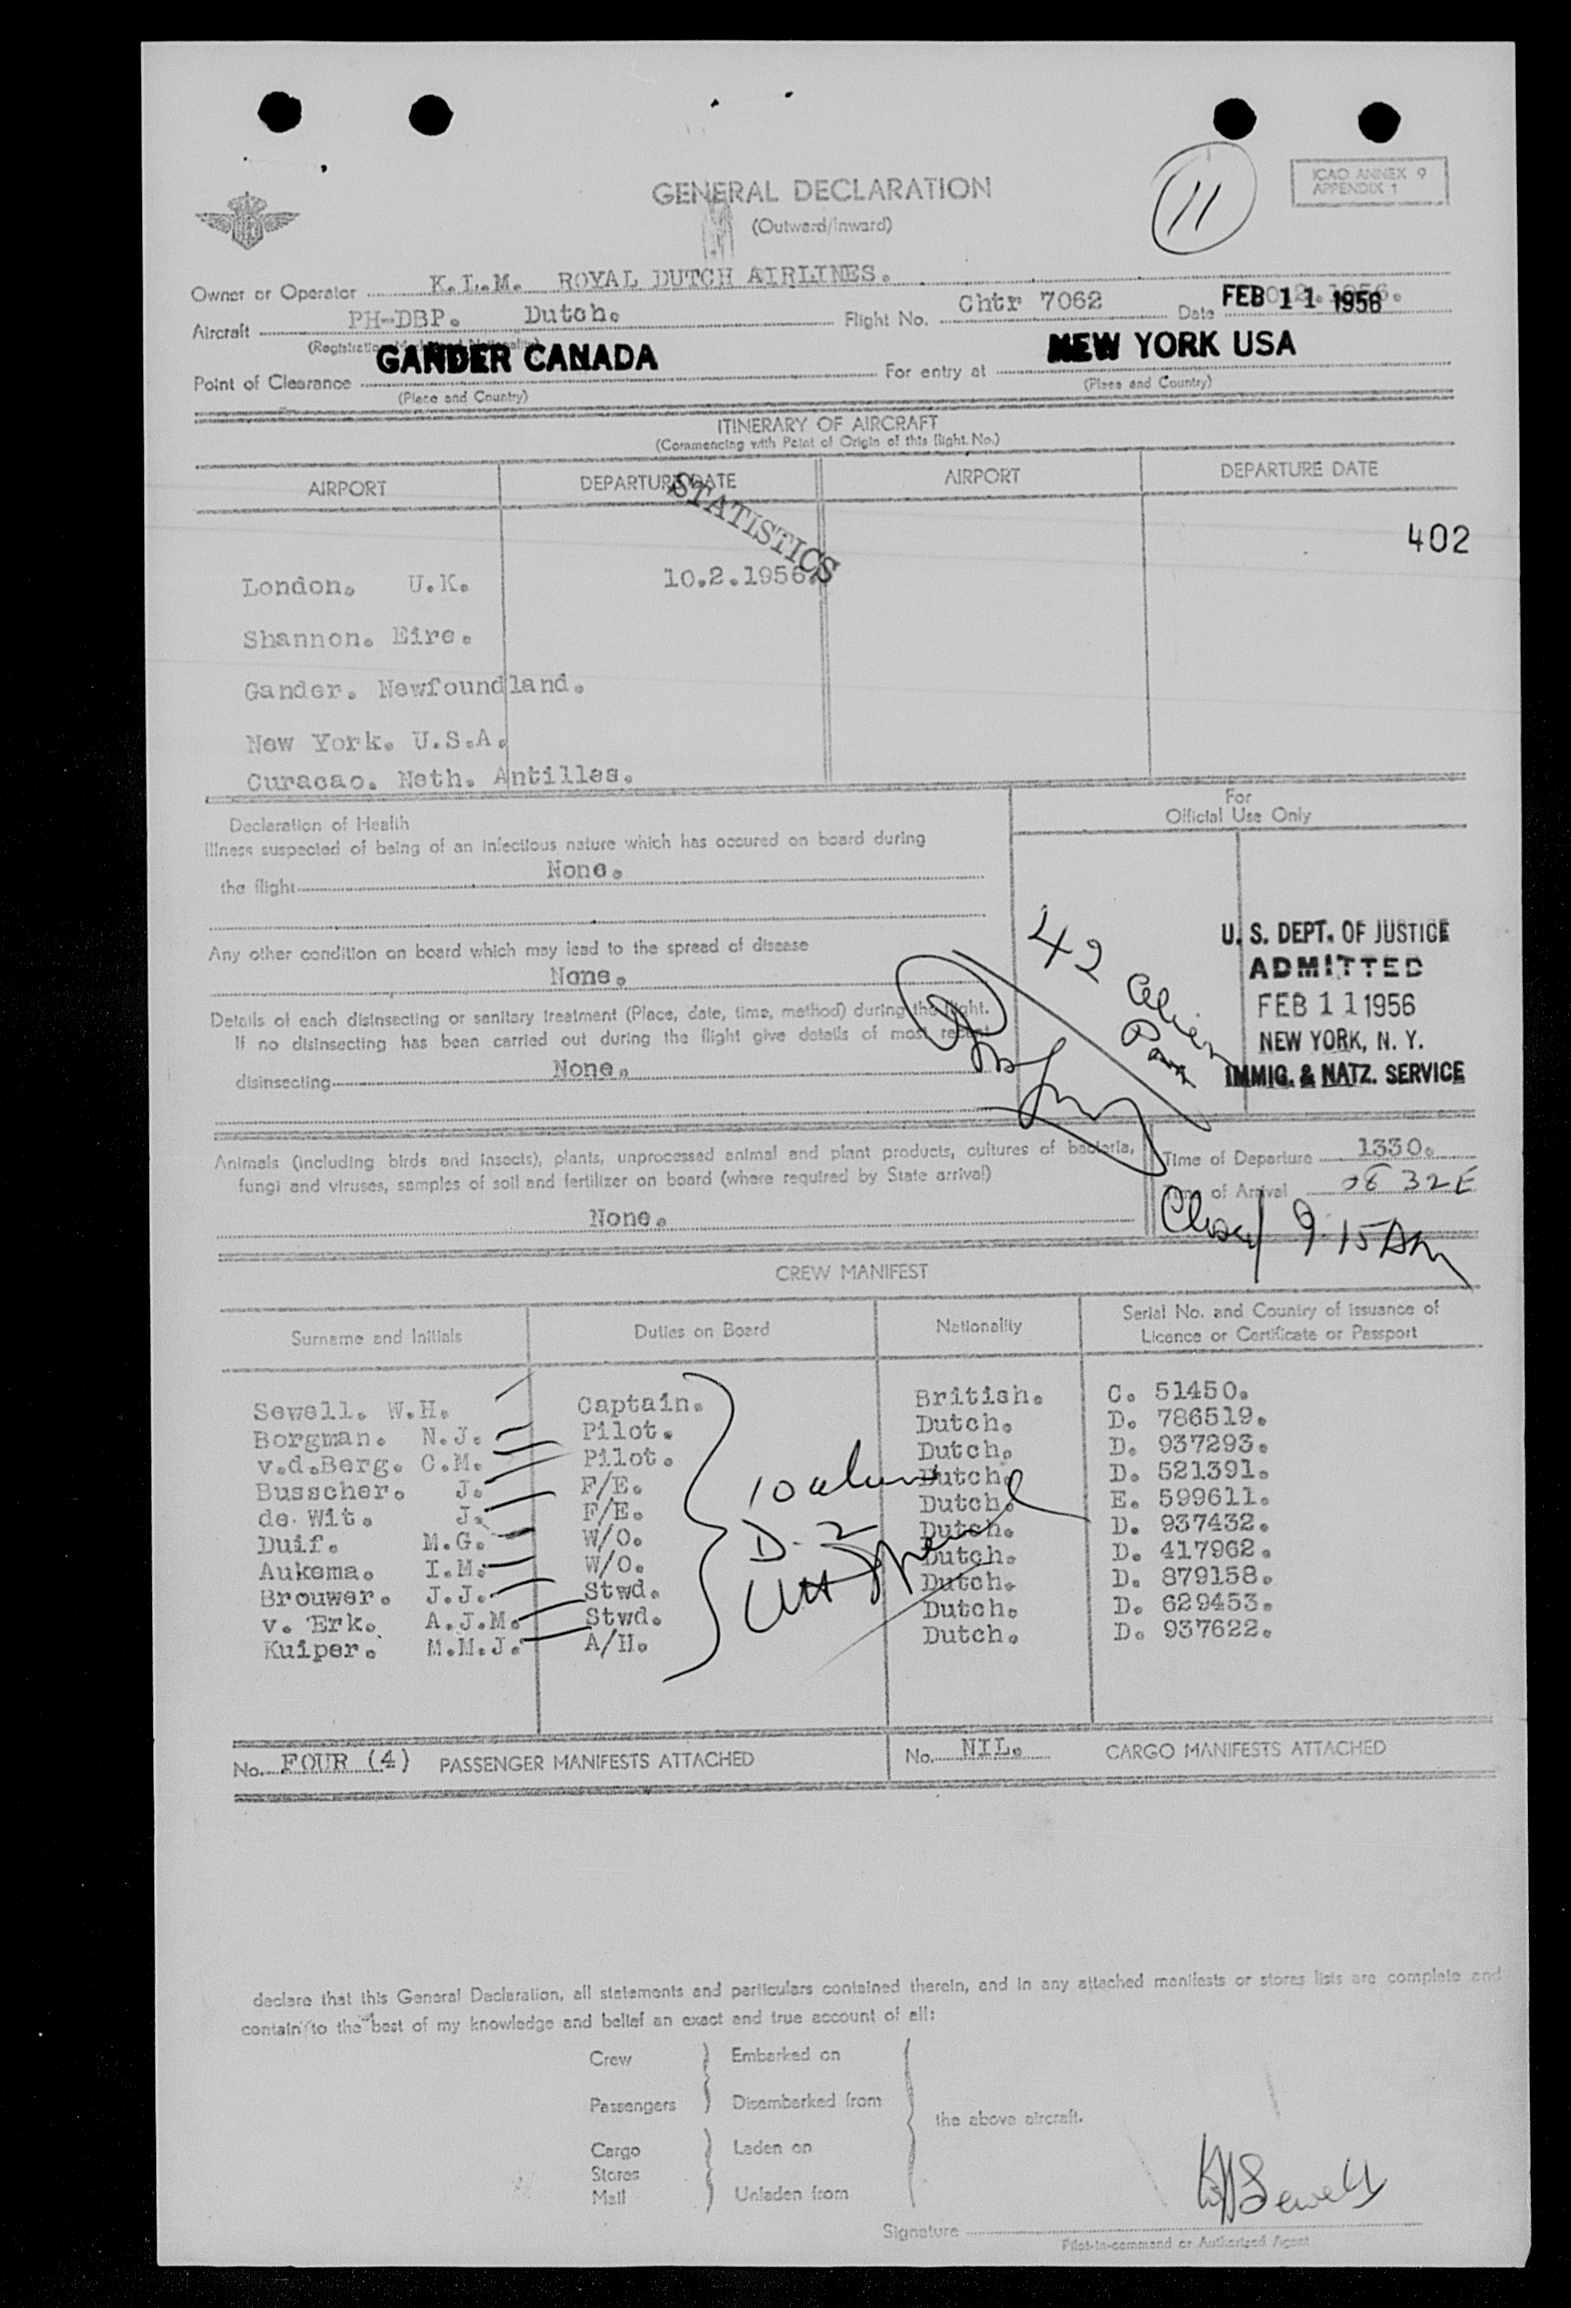 GENERAL DECLARATION
(Outward/Inward)
11
ICAO ANNEX 9
APPENDIX 1
Owner or Operator K.L.M. ROYAL DUTCH AIRLINES.
Aircraft PH-DBP. Dutch. Flight No. Chtr 7062 Date FEB 11 1956
GANDER CANADA NEW YORK USA
Point of Clearance For entry at
(Place and Country) (Place and Country)
ITINERARY OF AIRCRAFT
(Commencing with Point of Origin of this flight. No.)
AIRPORT DEPARTURE DATE AIRPORT DEPARTURE DATE
STATISTICS
402
London. U.K. 10.2.1956.
Shannon. Eire.
Gander. Newfoundland.
New York. U.S.A.
Curacao. Neth. Antilles.
For
Official Use Only
Declaration of Health
Illness suspected of being of an infectious nature which has occured on board during
the flight None.
Any other condition on board which may lead to the spread of disease
None.
Details of each disinsecting or sanitary treatment (Place, date, time, method) during the flight.
If no disinsecting has been carried out during the flight give details of most recent
disinsecting None.
42
U. S. DEPT. OF JUSTICE
ADMITTED
FEB 11 1956
NEW YORK, N. Y.
IMMIG. & NATZ. SERVICE
Animals (including birds and insects), plants, unprocessed animal and plant products, cultures of bacteria,
fungi and viruses, samples of soil and fertilizer on board (where required by State arrival)
None.
Time of Departure 1330.
Time of Arrival 08 32 E
Closed 9:15 Am
CREW MANIFEST
Surname and Initials Duties on Board Nationality Serial No. and Country of issuance of
Licence or Certificate or Passport
Sewell. W.H. Captain. British. C. 51450.
Borgman. N.J. Pilot. Dutch. D. 786519.
v.d.Berg. C.M. Pilot. Dutch. D. 937293.
Busscher. J. F/E. Dutch. D. 521391.
de Wit. J. F/E. Dutch. E. 599611.
Duif. M.G. W/O. Dutch. D. 937432.
Aukema. I.M. W/O. Dutch. D. 417962.
Brouwer. J.J. Stwd. Dutch. D. 879158.
v. Erk. A.J.M. Stwd. Dutch. D. 629453.
Kuiper. M.M.J. A/H. Dutch. D. 937622.
10
D-2
No. FOUR (4) PASSENGER MANIFESTS ATTACHED No. NIL. CARGO MANIFESTS ATTACHED
declare that this General Declaration, all statements and particulars contained therein, and in any attached manifests or stores lists are complete and
contain to the best of my knowledge and belief an exact and true account of all:
Crew Embarked on
Passengers Disembarked from
the above aircraft.
Cargo Laden on
Stores
Mail Unladen from
WHSewell
Signature
Pilot-in-command or Authorized Agent